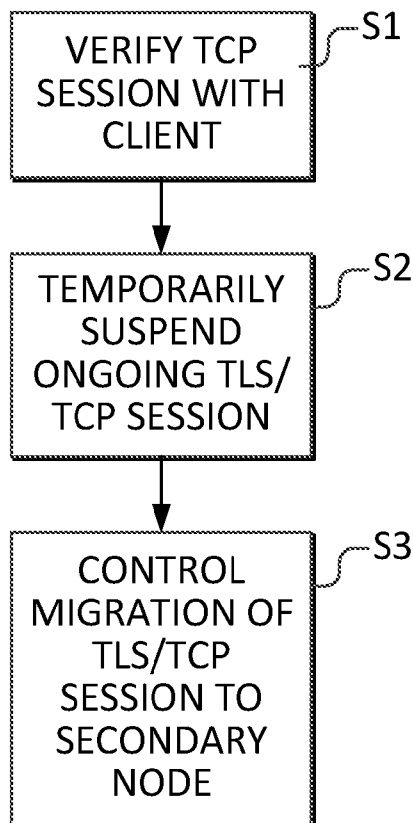 VERIFY TCP
SESSION WITH
CLIENT
S1
TEMPORARILY
SUSPEND
ONGOING TLS/
TCP SESSION
S2
CONTROL
MIGRATION OF
TLS/TCP
SESSION TO
SECONDARY
NODE
S3